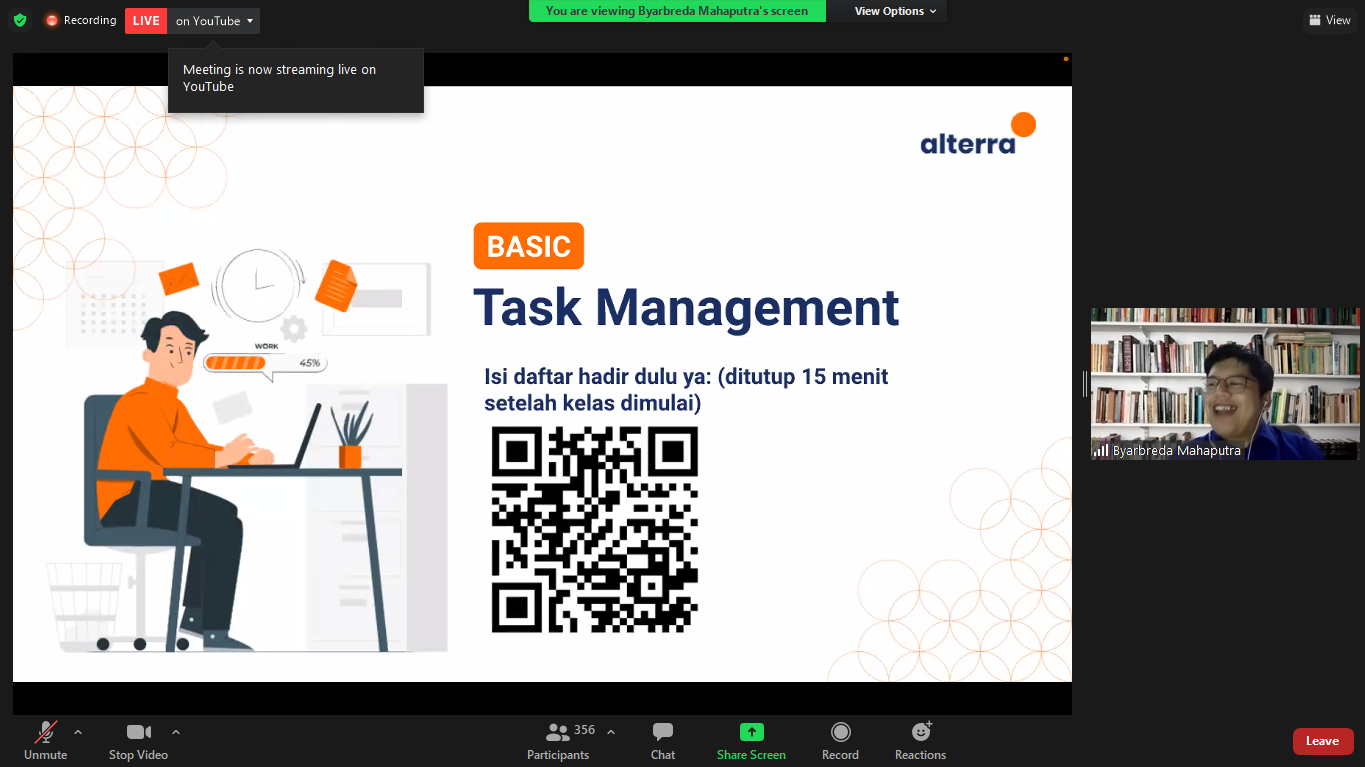 Recording
LIVE
on YouTube
You are viewing Byarbreda Mahaputra's screen
View Options
View
Meeting is now streaming live on
YouTube
alterra
BASIC
Task Management
WORK
45%
Isi daftar hadir dulu ya: (ditutup 15 menit
setelah kelas dimulai)
Byarbreda Mahaputra
Unmute
Stop Video
356
Participants
Chat
Share Screen
Record
Reactions
Leave